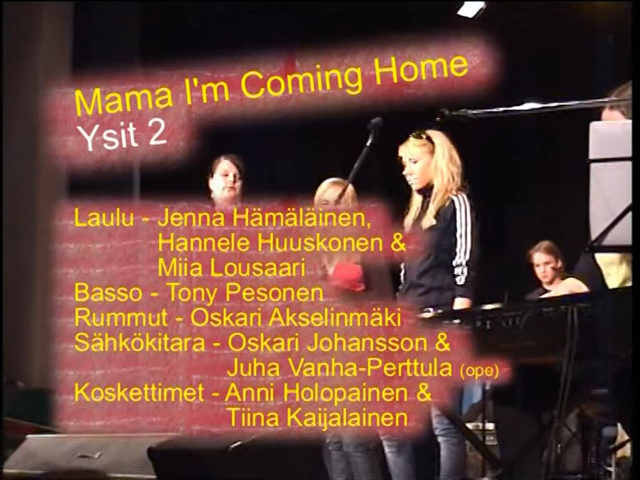 Mama I'm Coming Home
Ysit 2
Laulu - Jenna Hämäläinen,
Hannele Huuskonen &
Miia Lousaari
Basso - Tony Pesonen
Rummut - Oskari Akselinmäki
Sähkökitara - Oskari Johansson &
Juha Vanha-Perttula (ope)
Koskettimet - Anni Holopainen &
Tiina Kaijalainen